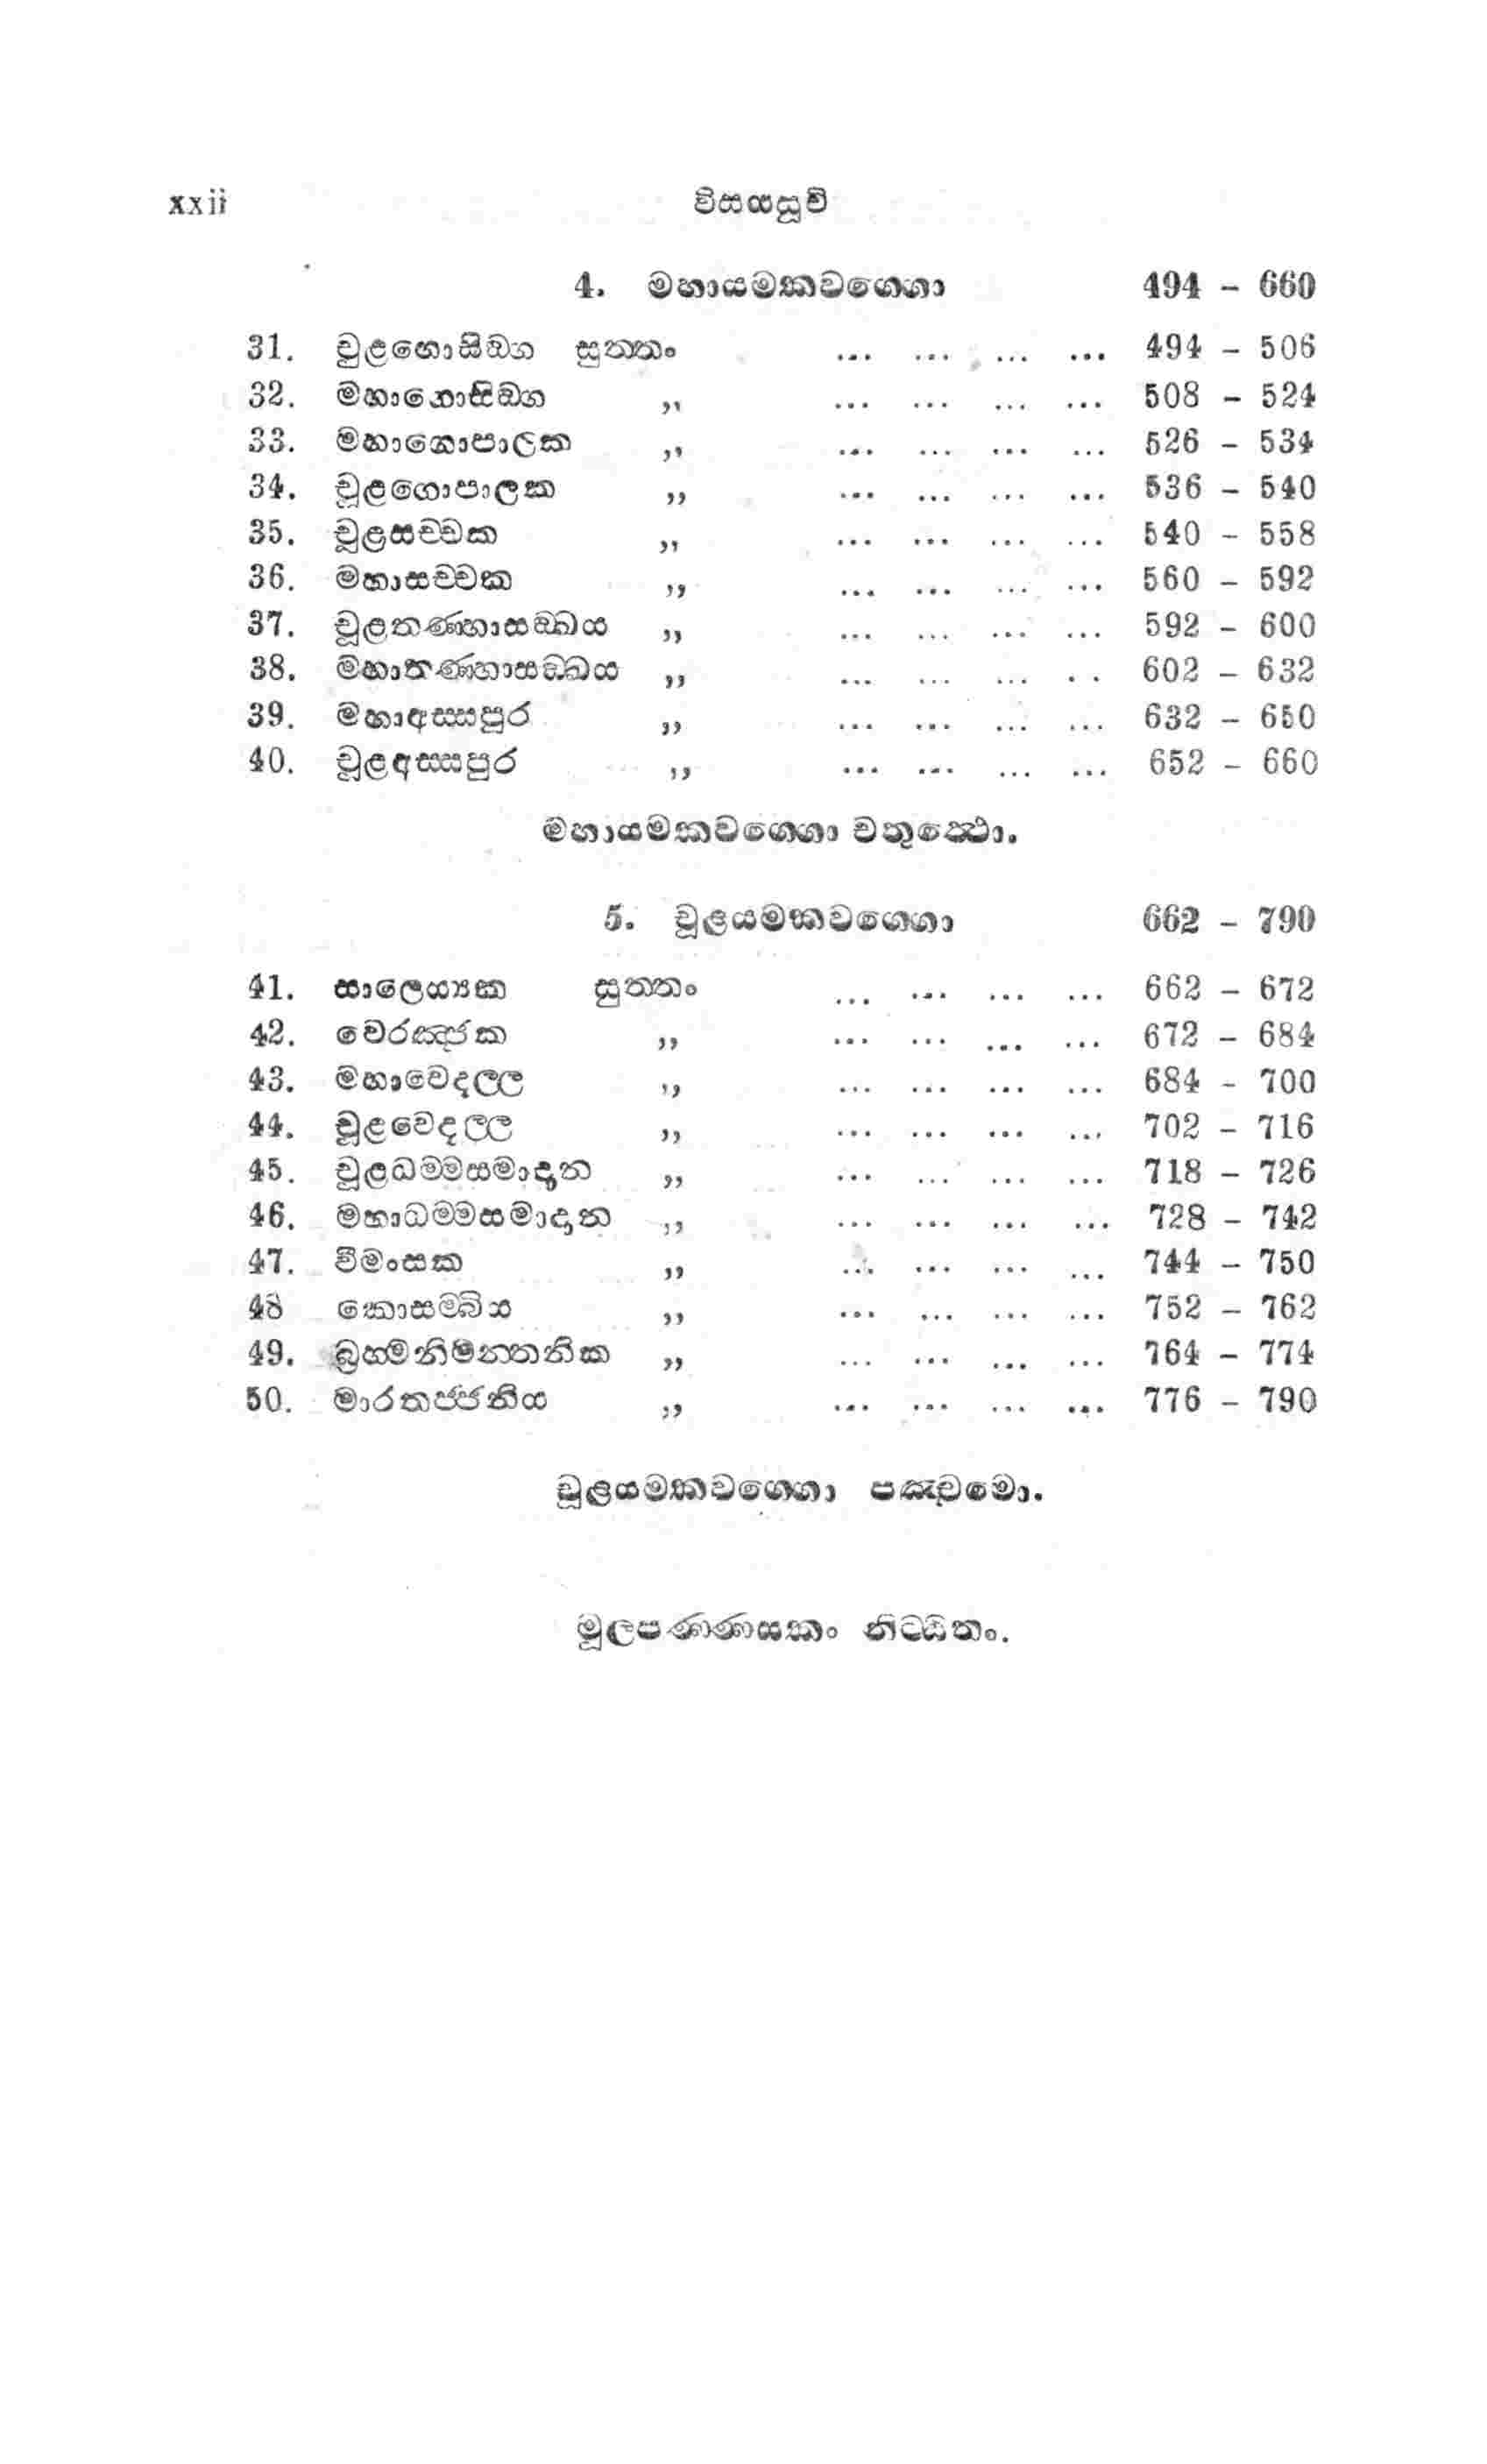 xxii විසයසූචි
4. මහායමකවග්ගො 494 - 660
31. චූළගොසිඞ්ග සුත්තං ... ... ... ... 494 - 506
32. මහාගොසිඞ්ග ,, ... ... ... ... 508 - 524
33. මහාගොපාලක ,, ... ... ... ... 526 - 534
34. චූළගොපාලක ,, ... ... ... ... 536 - 540
35. චූළසච්චක ,, ... ... ... ... 540 - 558
36. මහාසච්චක ,, ... ... ... ... 560 - 592
37. චූළතණ්හාසඞ්ඛය ,, ... ... ... ... 592 - 600
38. මහාතණ්හාසඞ්ඛය ,, ... ... ... . . 602 - 632
39. මහාඅස්සපුර ,, ... ... ... ... 632 - 650
40. චූළඅස්සපුර ,, ... ... ... ... 652 - 660
මහායමකවග්ගො චතුත්ථො.
5. චූළයමකවග්ගො 662 - 790
41. සාලෙය්‍යක සුත්තං ... ... ... ... 662 - 672
42. වෙරඤ්ජක ,, ... ... ... ... 672 - 684
43. මහාවෙදල්ල ,, ... ... ... ... 684 - 700
44. චූළවෙදල්ල ,, ... ... ... ... 702 - 716
45. චූළධම්මසමාදාන ,, ... ... ... ... 718 - 726
46. මහාධම්මසමාදාන ,, ... ... ... ... 728 - 742
47. වීමංසක ,, ... ... ... ... 744 - 750
48 කොසම්බිය ,, ... ... ... ... 752 - 762
49. බ්‍රහ්මනිමන්තනික ,, ... ... ... ... 764 - 774
50. මාරතජ්ජනිය ,, ... ... ... ... 776 - 790
චූළයමකවග්ගො පඤ්චමො.
මූලපණ්ණාසකං නිට්ඨිතං.